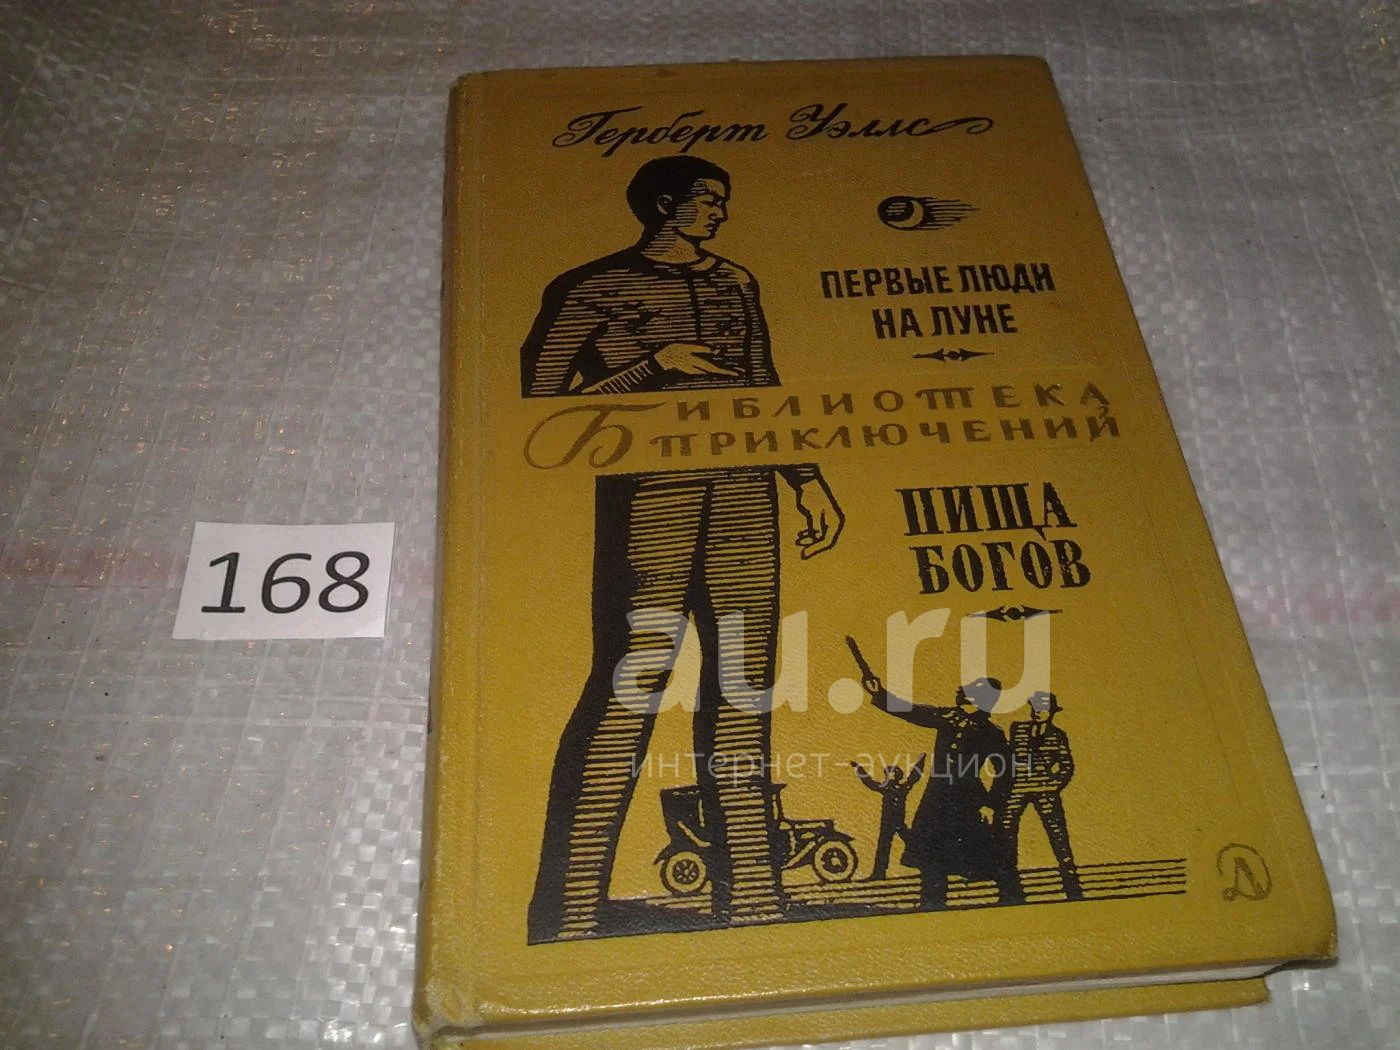 Герберт Уэллс
ПЕРВЫЕ ЛЮДИ
НА ЛУНЕ
БИБЛИОТЕКА
ПРИКЛЮЧЕНИЙ
ПИЩА
БОГОВ
168
au.ru
интернет-аукцион
Д